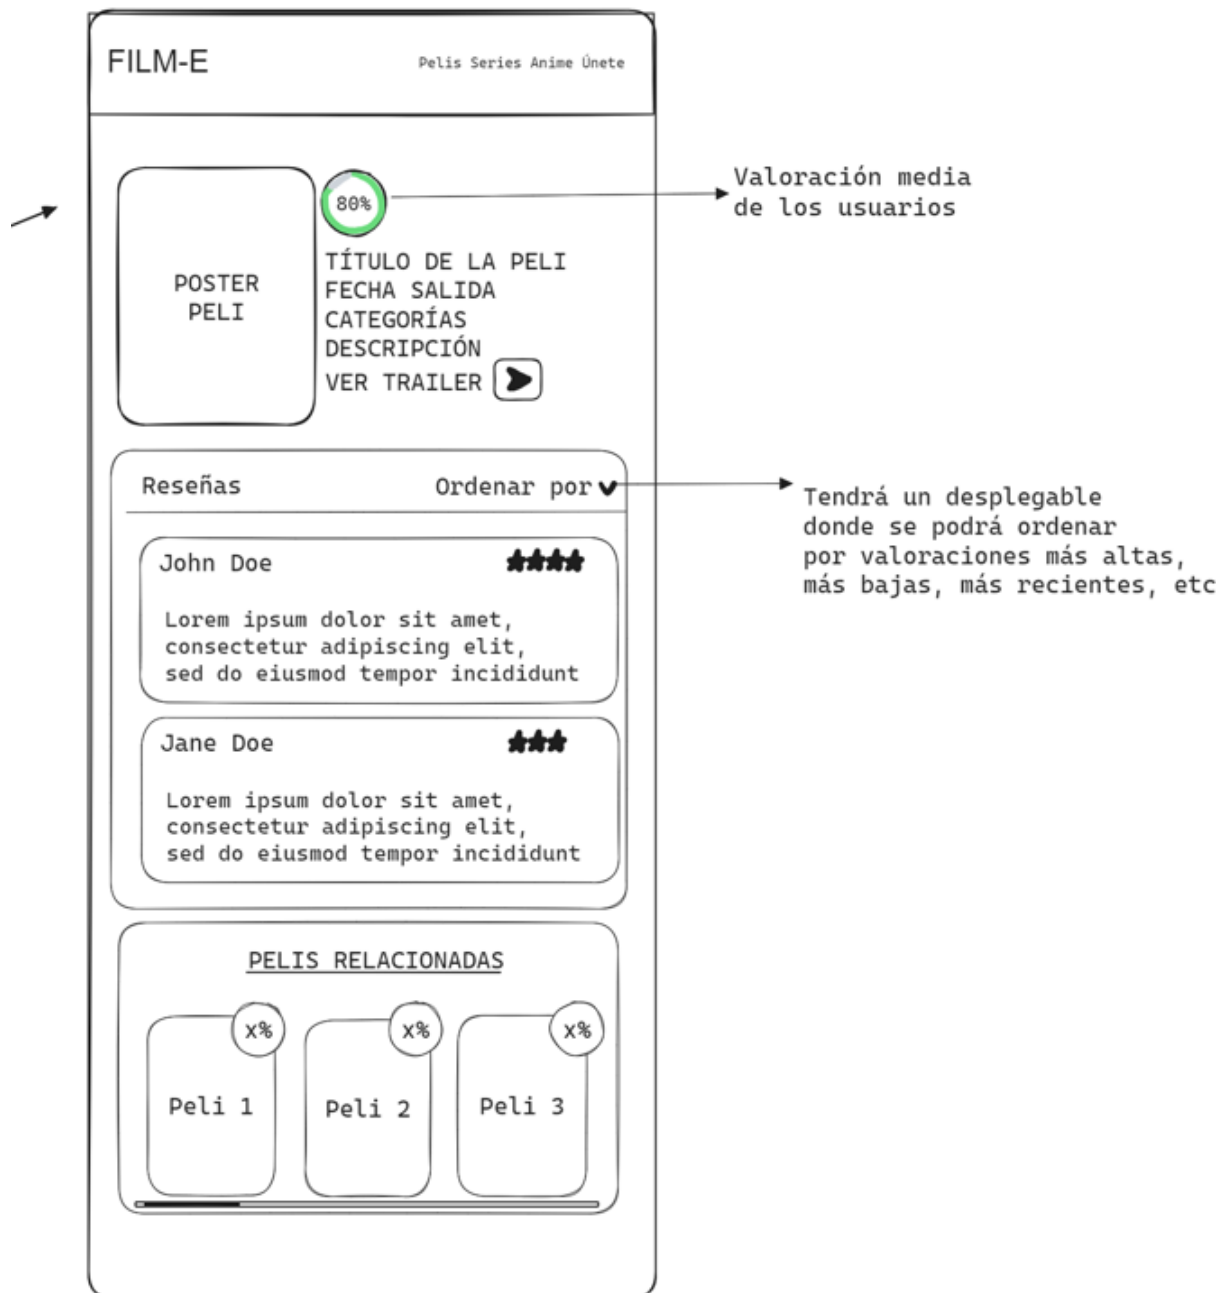 FILM-E
Pelis Series Anime Únete
80%
Valoración media
de los usuarios
POSTER
PELI
TÍTULO DE LA PELI
FECHA SALIDA
CATEGORÍAS
DESCRIPCIÓN
VER TRAILER
Reseñas
Ordenar por
Tendrá un desplegable
donde se podrá ordenar
por valoraciones más altas,
más bajas, más recientes, etc
John Doe
Lorem ipsum dolor sit amet,
consectetur adipiscing elit,
sed do eiusmod tempor incididunt
Jane Doe
Lorem ipsum dolor sit amet,
consectetur adipiscing elit,
sed do eiusmod tempor incididunt
PELIS RELACIONADAS
x%
x%
x%
Peli 1
Peli 2
Peli 3